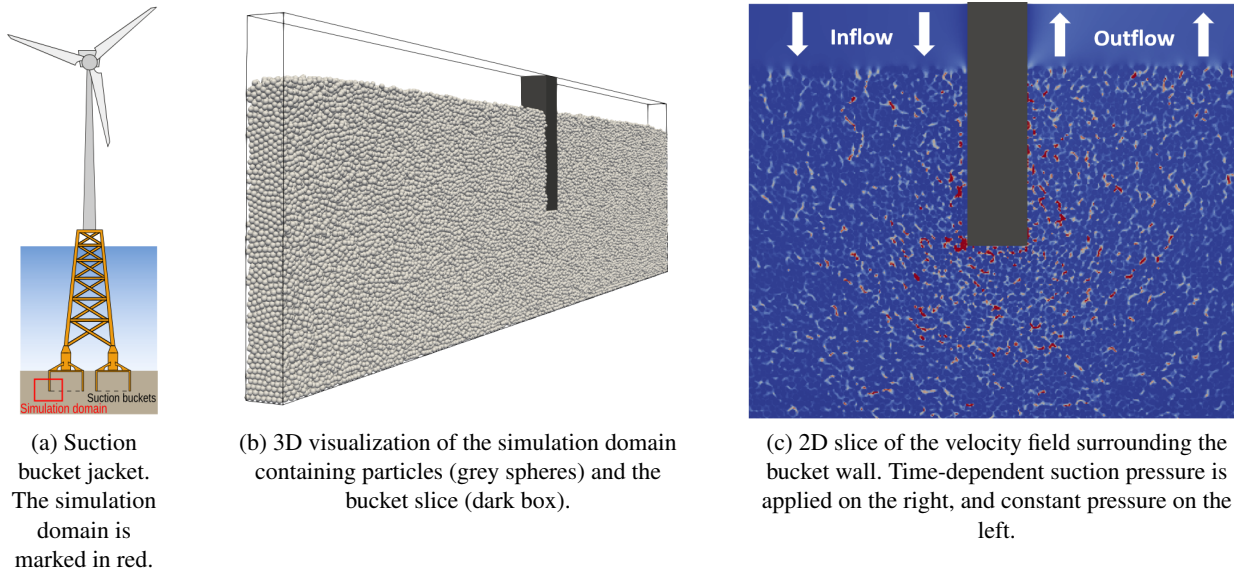 Suction buckets
Simulation domain
Inflow
Outflow
(a) Suction
bucket jacket.
The simulation
domain is
marked in red.
(b) 3D visualization of the simulation domain
containing particles (grey spheres) and the
bucket slice (dark box).
(c) 2D slice of the velocity field surrounding the
bucket wall. Time-dependent suction pressure is
applied on the right, and constant pressure on the
left.